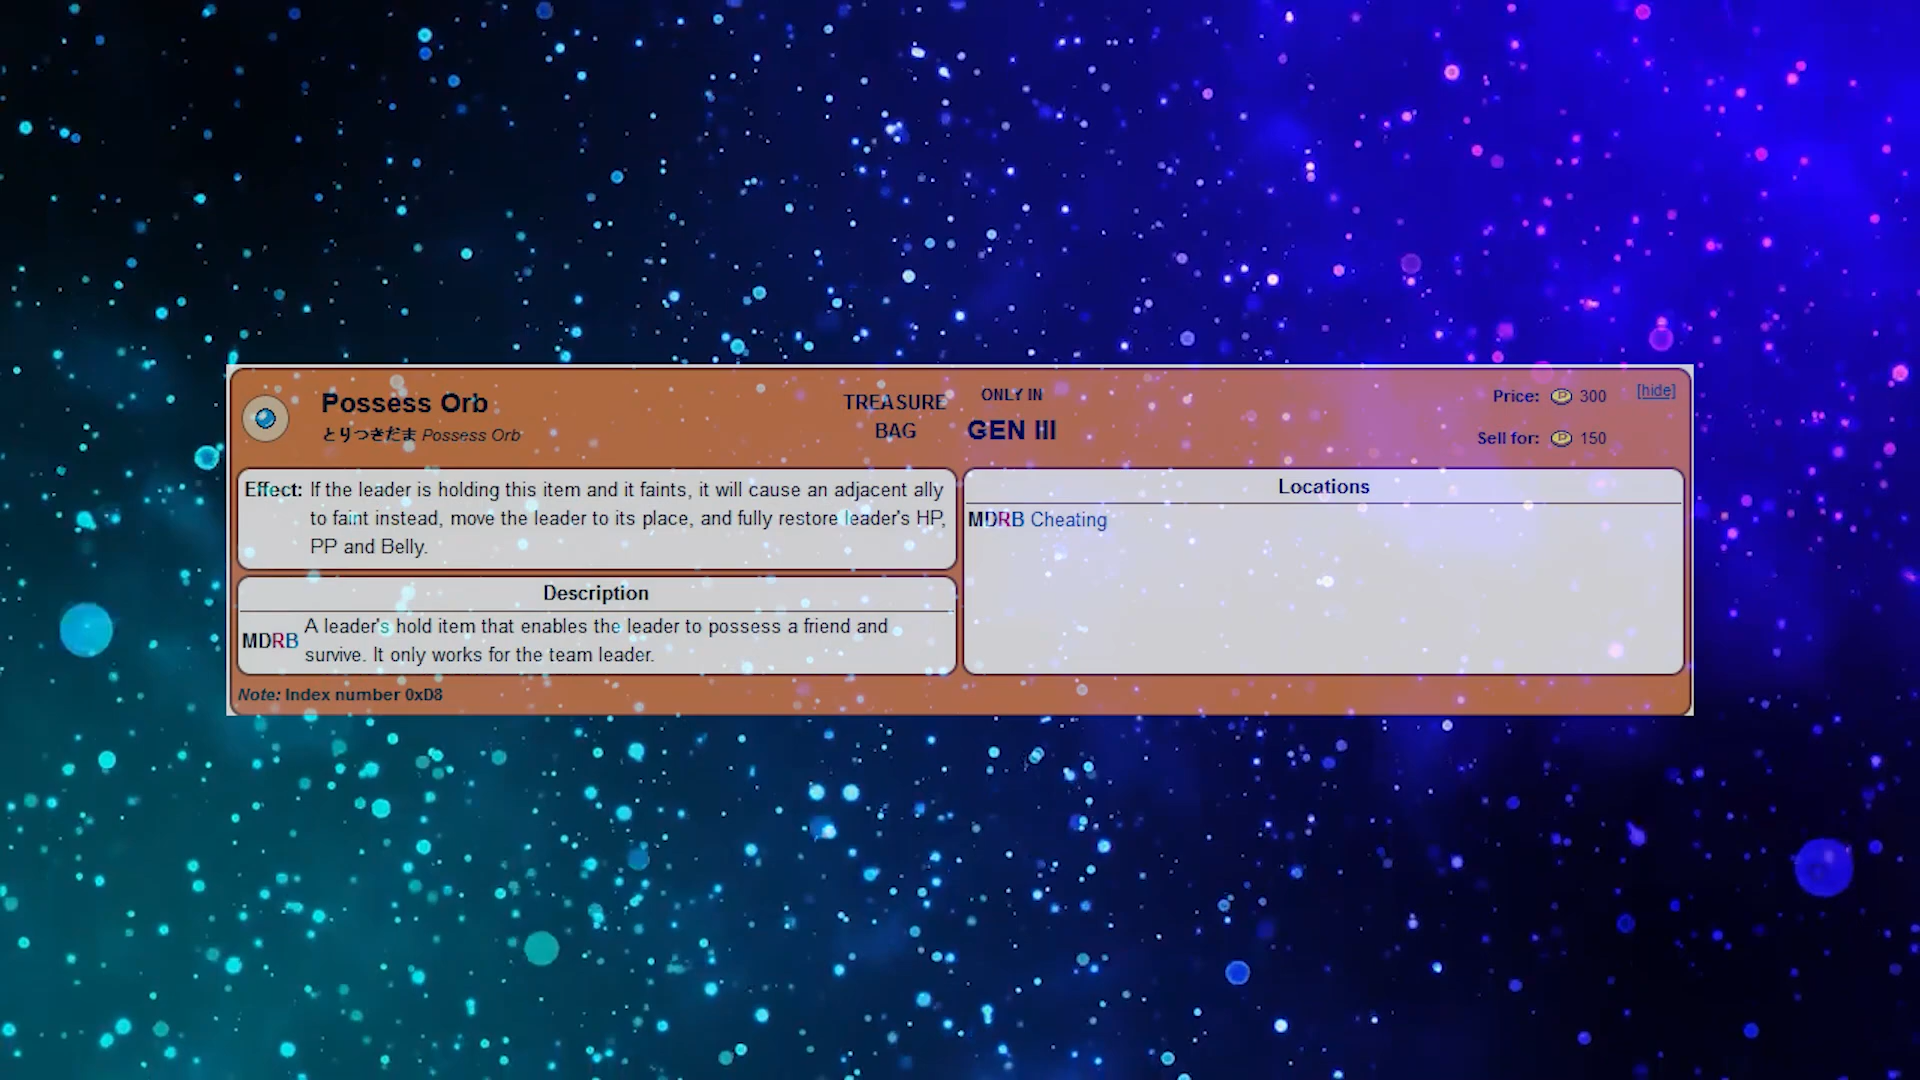 Possess Orb
とりつきだま Possess Orb
TREASURE
BAG
ONLY IN
GEN III
Price: P 300
Sell for: P 150
[hide]
Effect: If the leader is holding this item and it faints, it will cause an adjacent ally
to faint instead, move the leader to its place, and fully restore leader's HP,
PP and Belly.
Description
MDRB A leader's hold item that enables the leader to possess a friend and
survive. It only works for the team leader.
Locations
MDRB Cheating
Note: Index number 0xD8